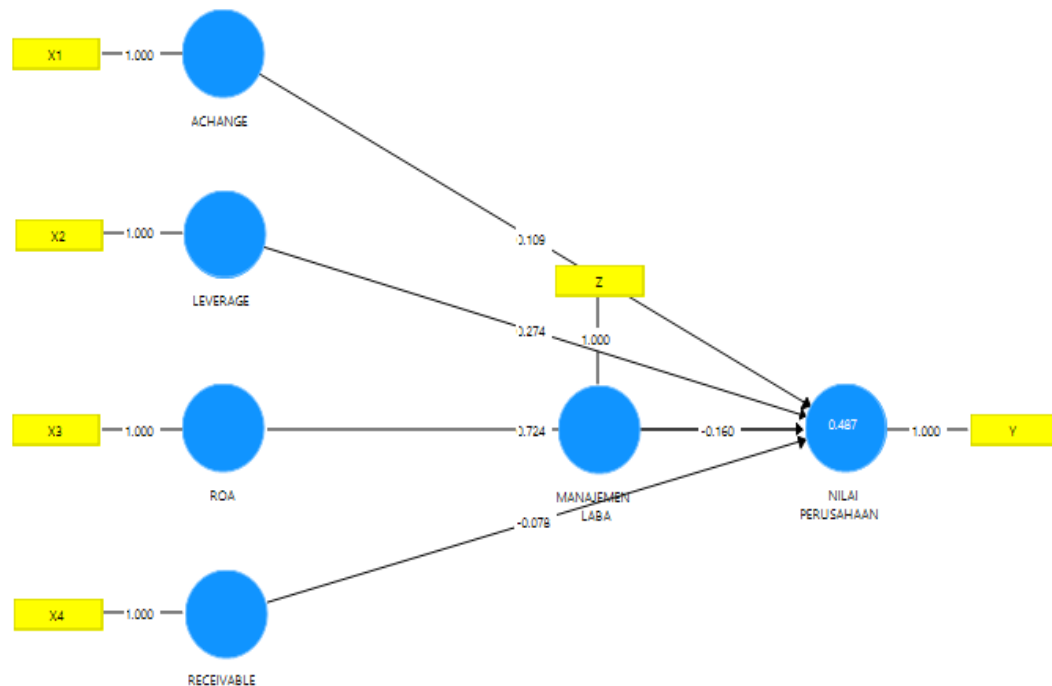 X1
1.000
ACHANGE
0.109
X2
1.000
LEVERAGE
0.274
Z
1.000
X3
1.000
ROA
0.724
MANAJEMEN
LABA
-0.160
0.487
NILAI
PERUSAHAAN
1.000
Y
-0.078
X4
1.000
RECEIVABLE